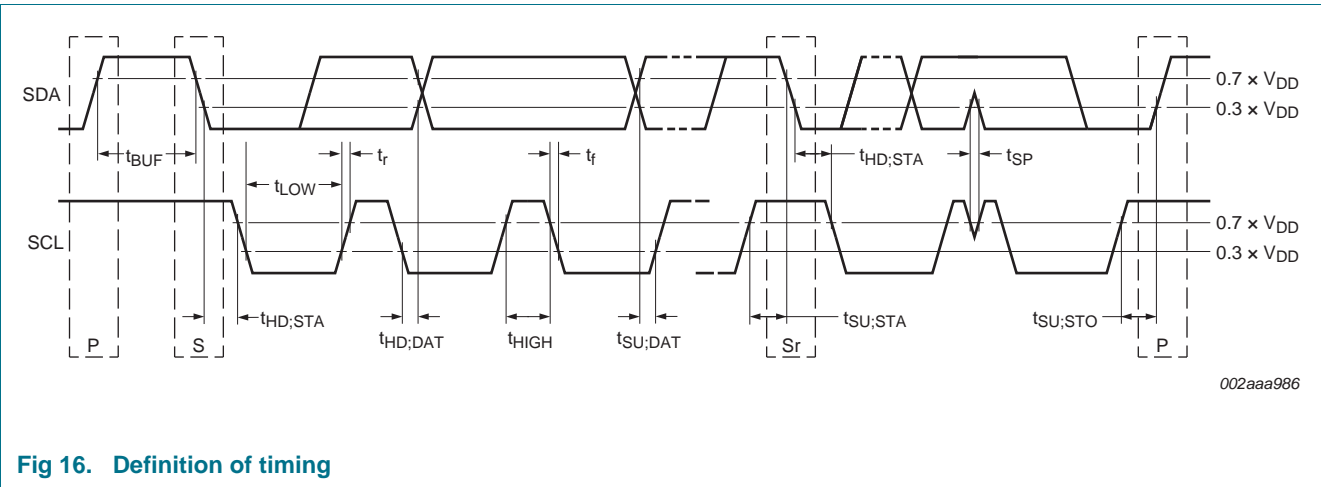 SDA
0.7 × VDD
0.3 × VDD
tBUF
tLOW
tr
tf
tHD;STA
tSP
SCL
0.7 × VDD
0.3 × VDD
tHD;STA
tHD;DAT
tHIGH
tSU;DAT
tSU;STA
tSU;STO
P
S
Sr
P
002aaa986
Fig 16. Definition of timing